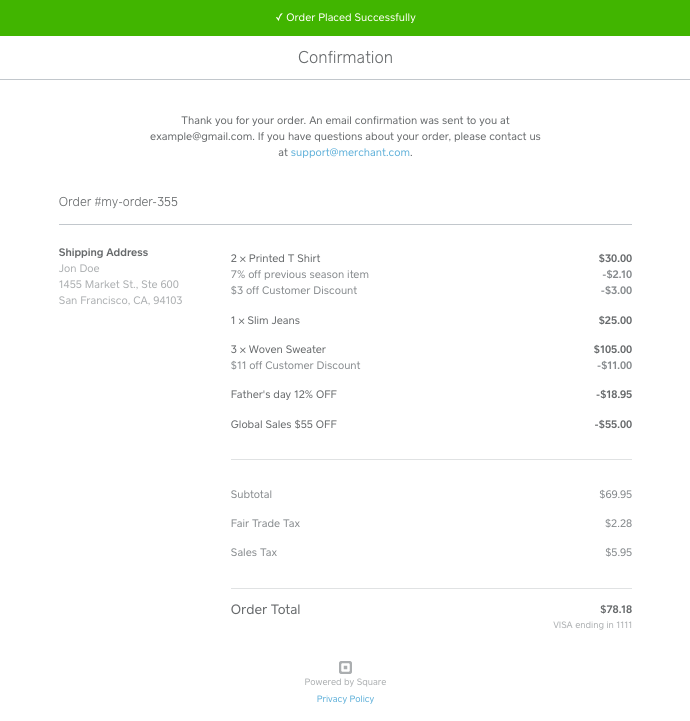 ✓ Order Placed Successfully
Confirmation
Thank you for your order. An email confirmation was sent to you at
example@gmail.com. If you have questions about your order, please contact us
at support@merchant.com.
Order #my-order-355
Shipping Address
Jon Doe
1455 Market St., Ste 600
San Francisco, CA, 94103
2 x Printed T Shirt $30.00
7% off previous season item -$2.10
$3 off Customer Discount -$3.00
1 x Slim Jeans $25.00
3 x Woven Sweater $105.00
$11 off Customer Discount -$11.00
Father's day 12% OFF -$18.95
Global Sales $55 OFF -$55.00
Subtotal $69.95
Fair Trade Tax $2.28
Sales Tax $5.95
Order Total $78.18
VISA ending in 1111
Powered by Square
Privacy Policy